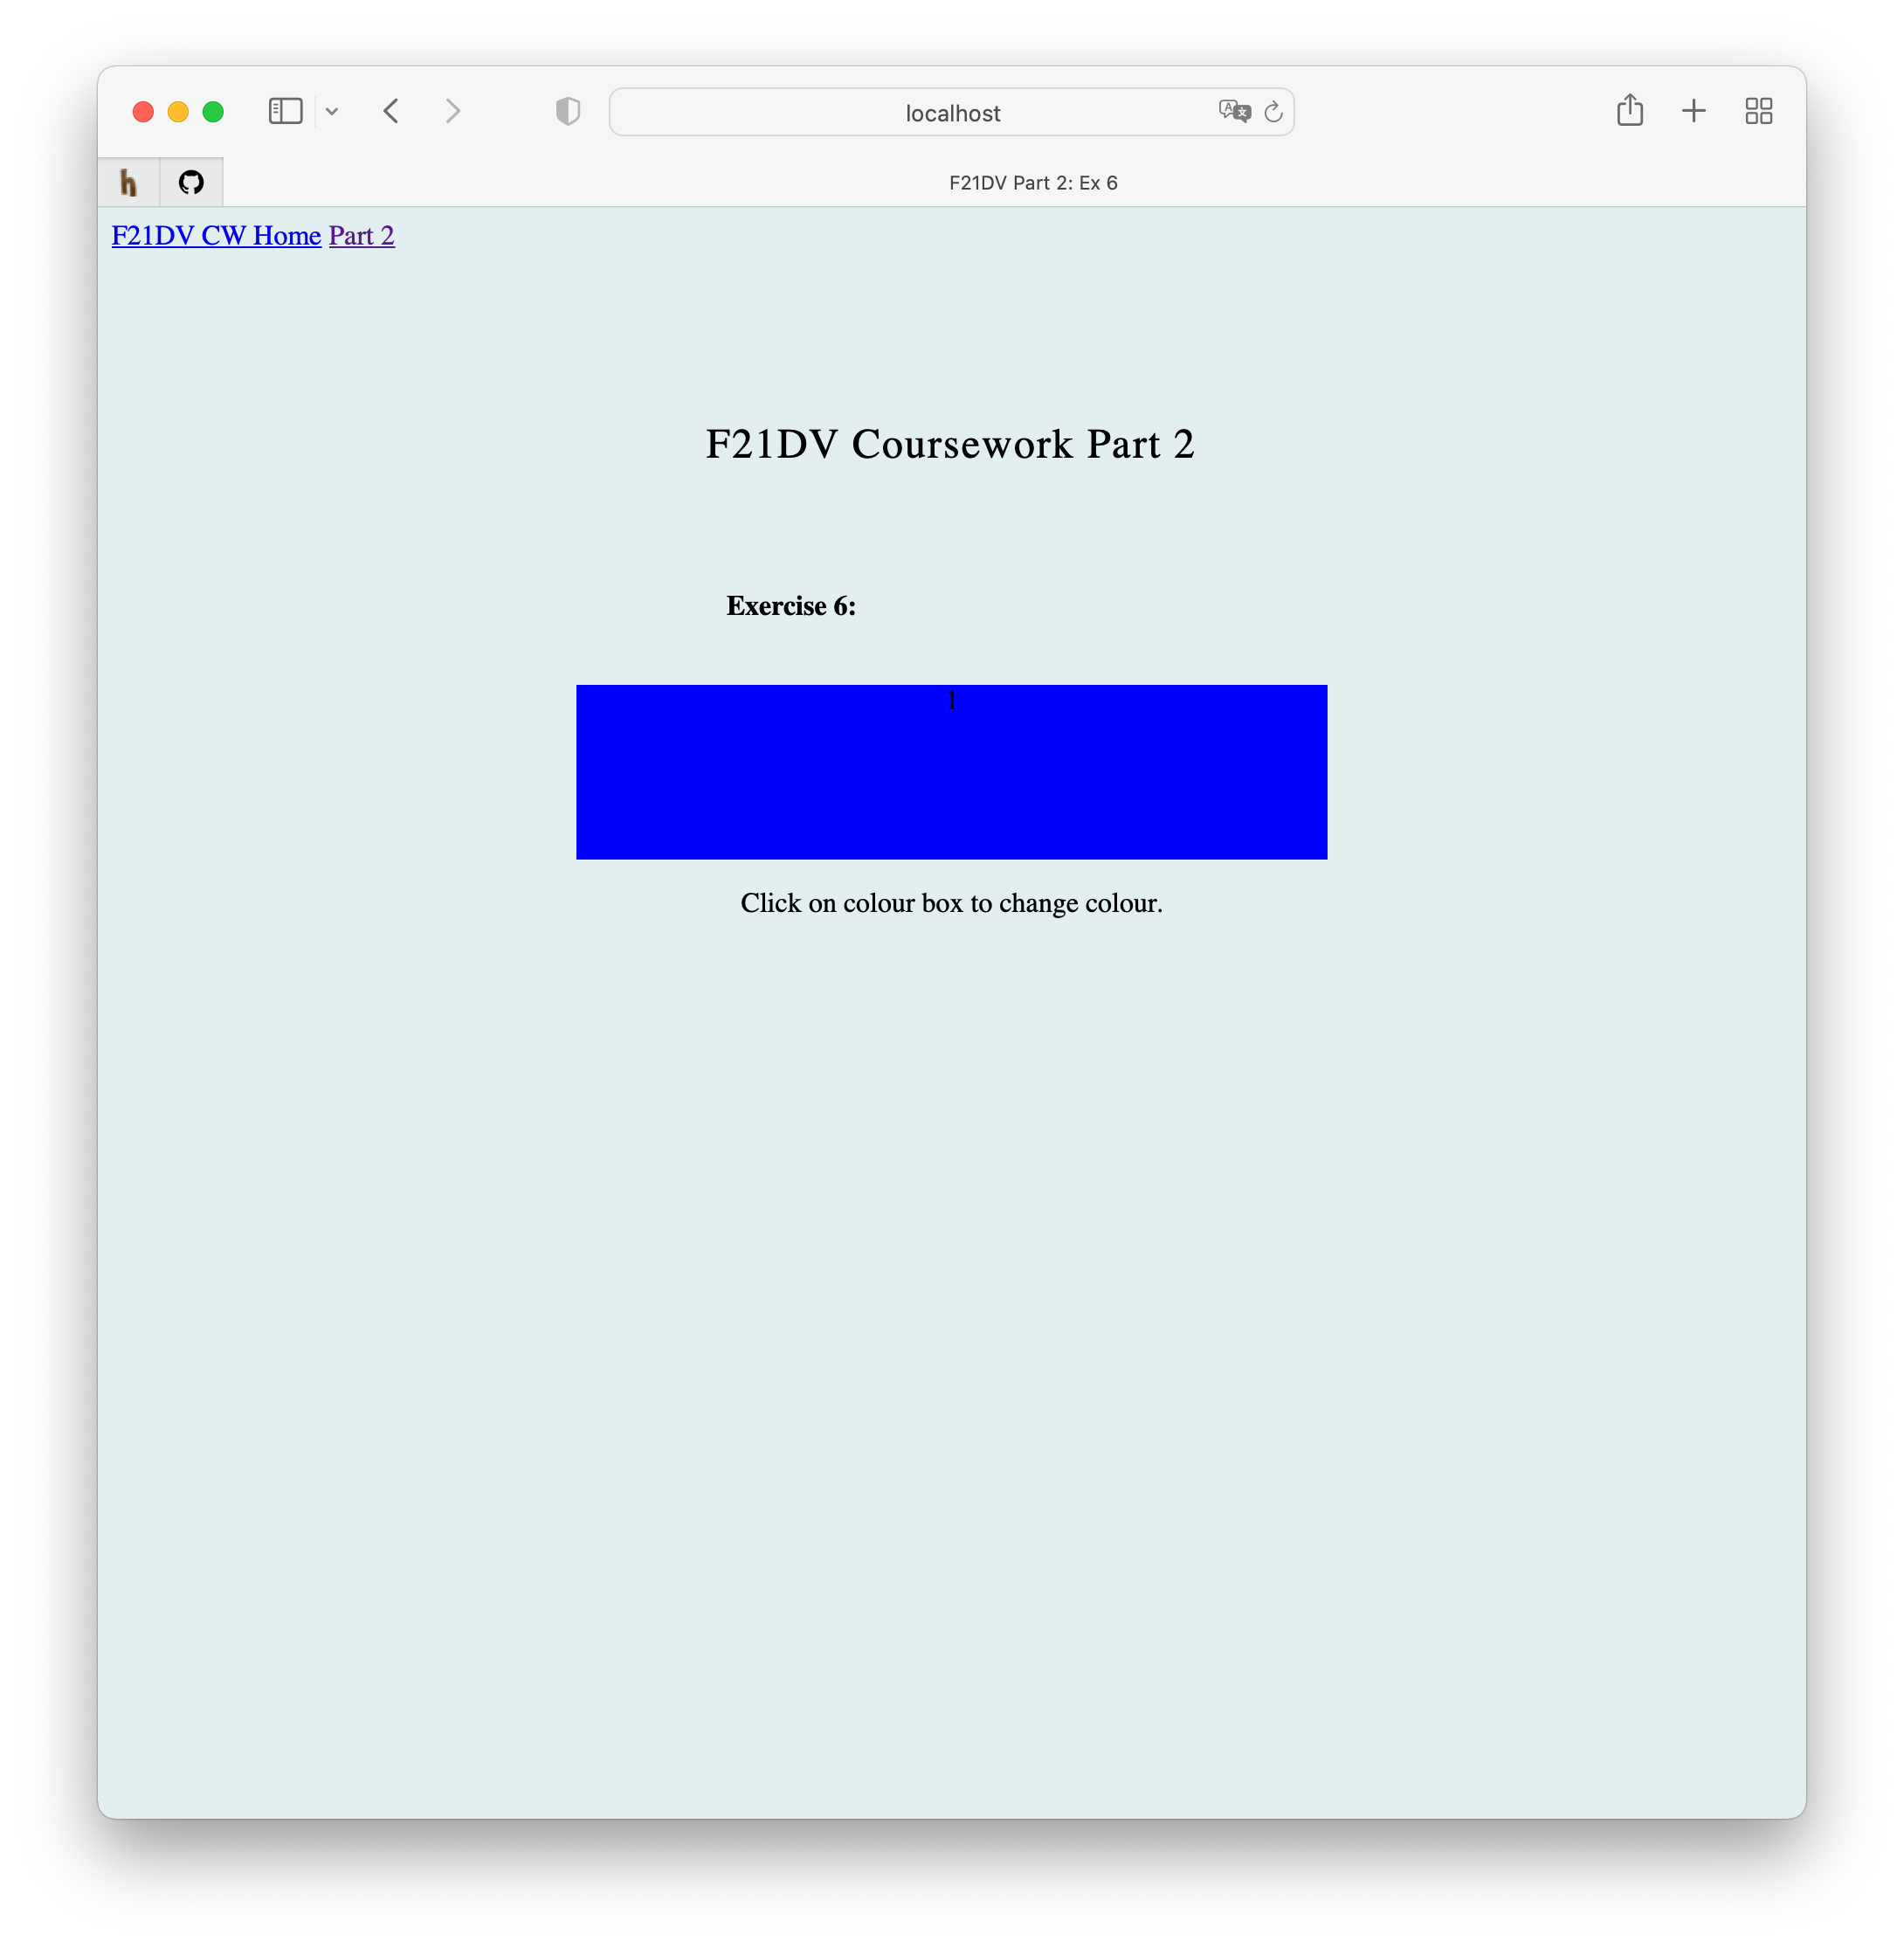 localhost
F21DV Part 2: Ex 6
F21DV CW Home Part 2
F21DV Coursework Part 2
Exercise 6:
1
Click on colour box to change colour.